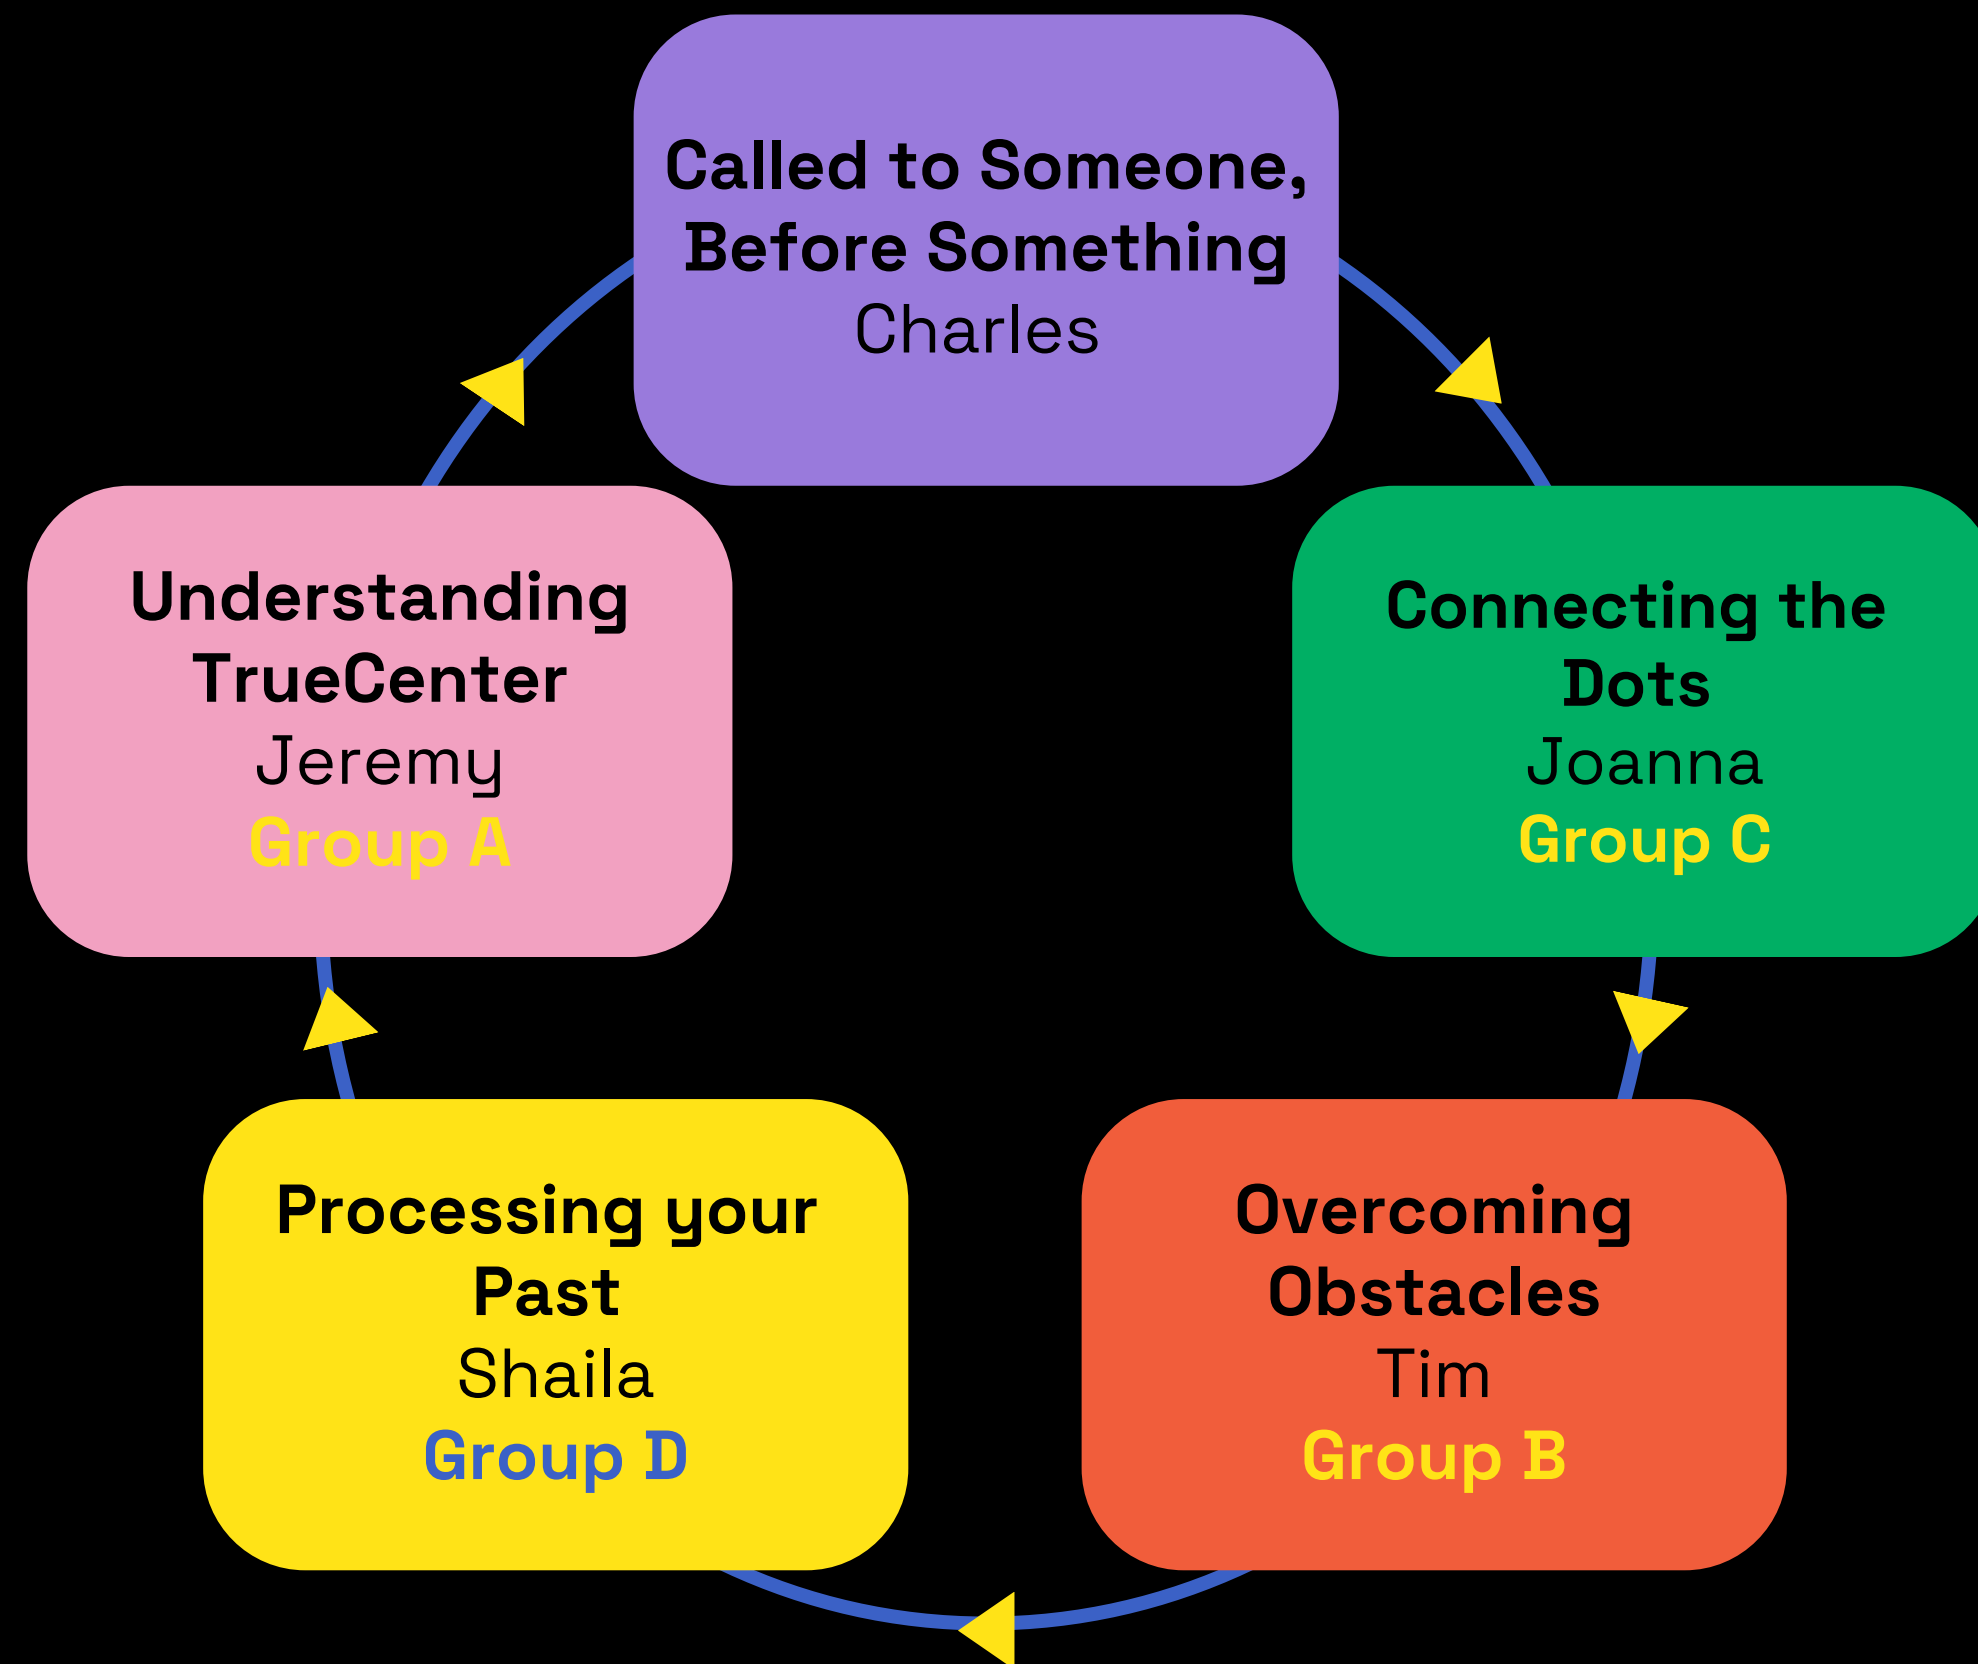 Called to Someone,
Before Something
Charles
Understanding
TrueCenter
Jeremy
Group A
Connecting the
Dots
Joanna
Group C
Processing your
Past
Shaila
Group D
Overcoming
Obstacles
Tim
Group B